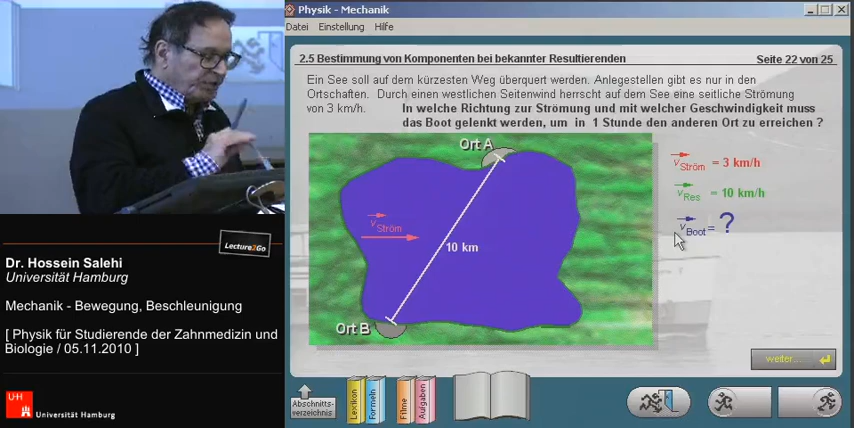 Physik - Mechanik
Datei Einstellung Hilfe
2.5 Bestimmung von Komponenten bei bekannter Resultierenden
Seite 22 von 25
Ein See soll auf dem kürzesten Weg überquert werden. Anlegestellen gibt es nur in den
Ortschaften. Durch einen westlichen Seitenwind herrscht auf dem See eine seitliche Strömung
von 3 km/h. In welche Richtung zur Strömung und mit welcher Geschwindigkeit muss
das Boot gelenkt werden, um in 1 Stunde den anderen Ort zu erreichen ?
Ort A
v Ström
10 km
Ort B
v Ström = 3 km/h
v Res = 10 km/h
v Boot = ?
weiter...
Abschnitts-
verzeichnis
Lexikon
Formeln
Filme
Aufgaben
Lecture2Go
Dr. Hossein Salehi
Universität Hamburg
Mechanik - Bewegung, Beschleunigung
[ Physik für Studierende der Zahnmedizin und
Biologie / 05.11.2010 ]
UHH
Universität Hamburg